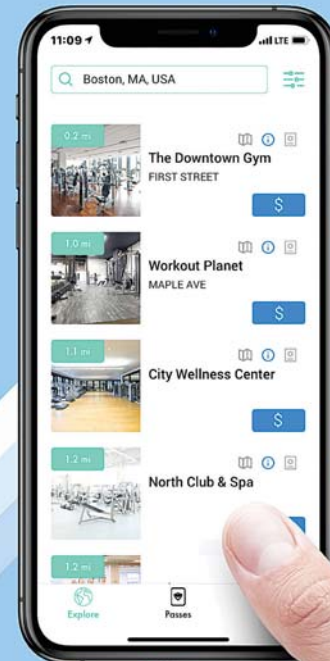 11:09
LTE
Boston, MA, USA
0.2 mi
The Downtown Gym
FIRST STREET
$
1.0 mi
Workout Planet
MAPLE AVE
$
1.1 mi
City Wellness Center
$
1.2 mi
North Club & Spa
1.2 mi
Explore
Passes